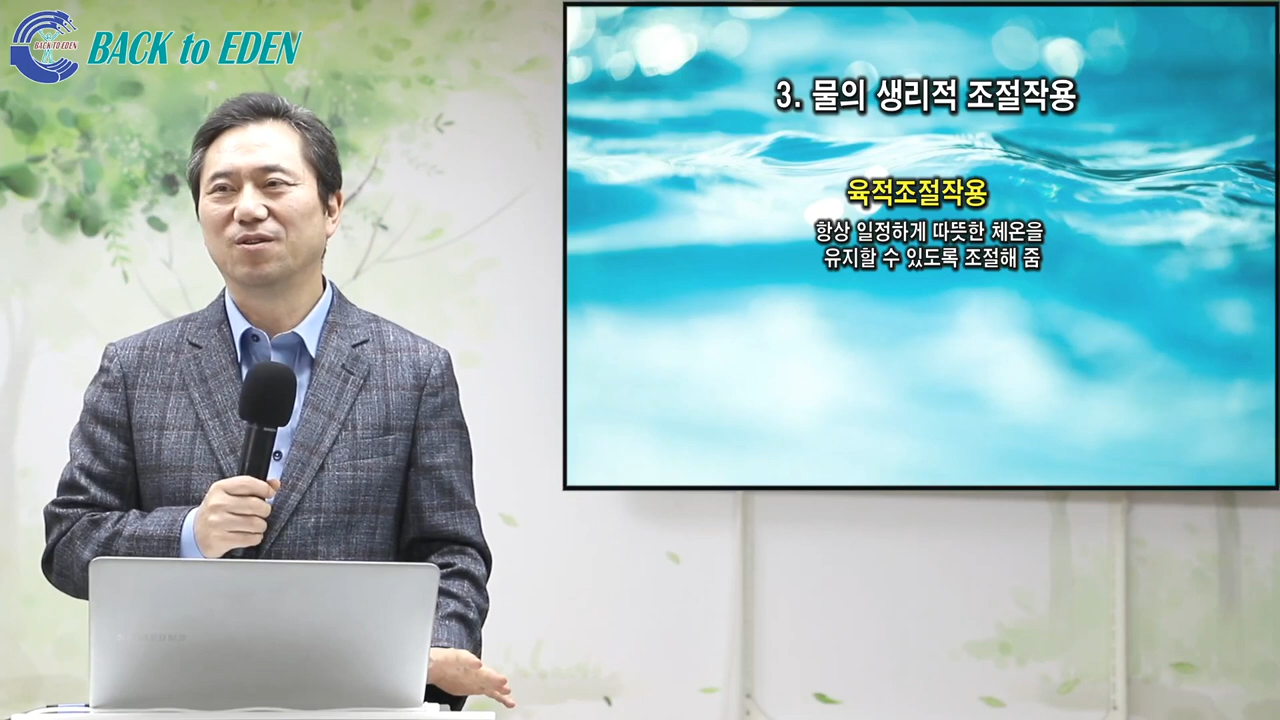 BACK TO EDEN
BACK to EDEN
3. 물의 생리적 조절작용
육적조절작용
항상 일정하게 따뜻한 체온을
유지할 수 있도록 조절해 줌